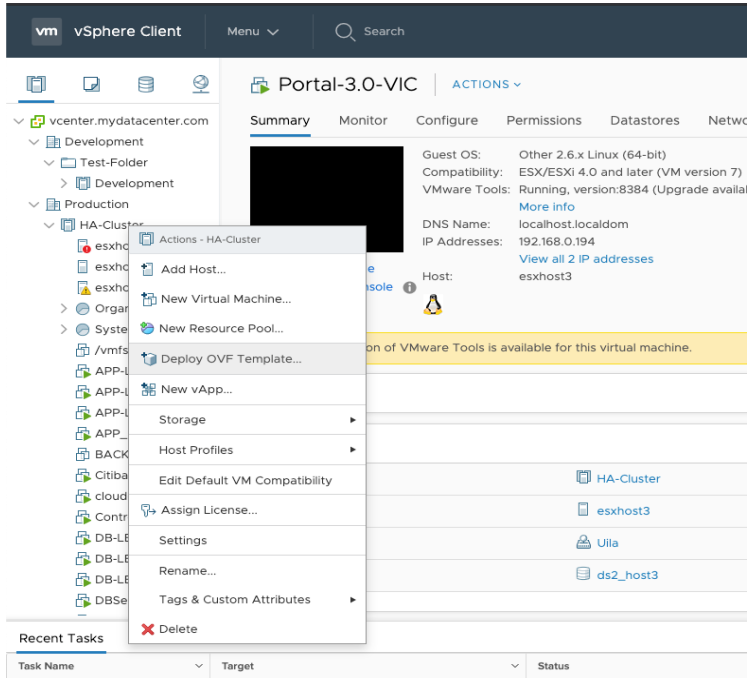 vm vSphere Client Menu Search
Portal-3.0-VIC ACTIONS
vcenter.mydatacenter.com
Development
Test-Folder
Development
Production
HA-Cluster
esxho
esxho
esxho
Organ
Syste
/vmfs
APP-L
APP-L
APP-L
APP_
BACK
Citiba
cloud
Contr
DB-LE
DB-LE
DB-LE
DBSe
Actions - HA-Cluster
Add Host...
New Virtual Machine...
New Resource Pool...
Deploy OVF Template...
New vApp...
Storage
Host Profiles
Edit Default VM Compatibility
Assign License...
Settings
Rename...
Tags & Custom Attributes
Delete
Summary Monitor Configure Permissions Datastores Netwo
Guest OS: Other 2.6.x Linux (64-bit)
Compatibility: ESX/ESXi 4.0 and later (VM version 7)
VMware Tools: Running, version:8384 (Upgrade availa
More info
DNS Name: localhost.localdom
IP Addresses: 192.168.0.194
View all 2 IP addresses
Host: esxhost3
e
nsole
on of VMware Tools is available for this virtual machine.
HA-Cluster
esxhost3
Uila
ds2_host3
Recent Tasks
Task Name Target Status